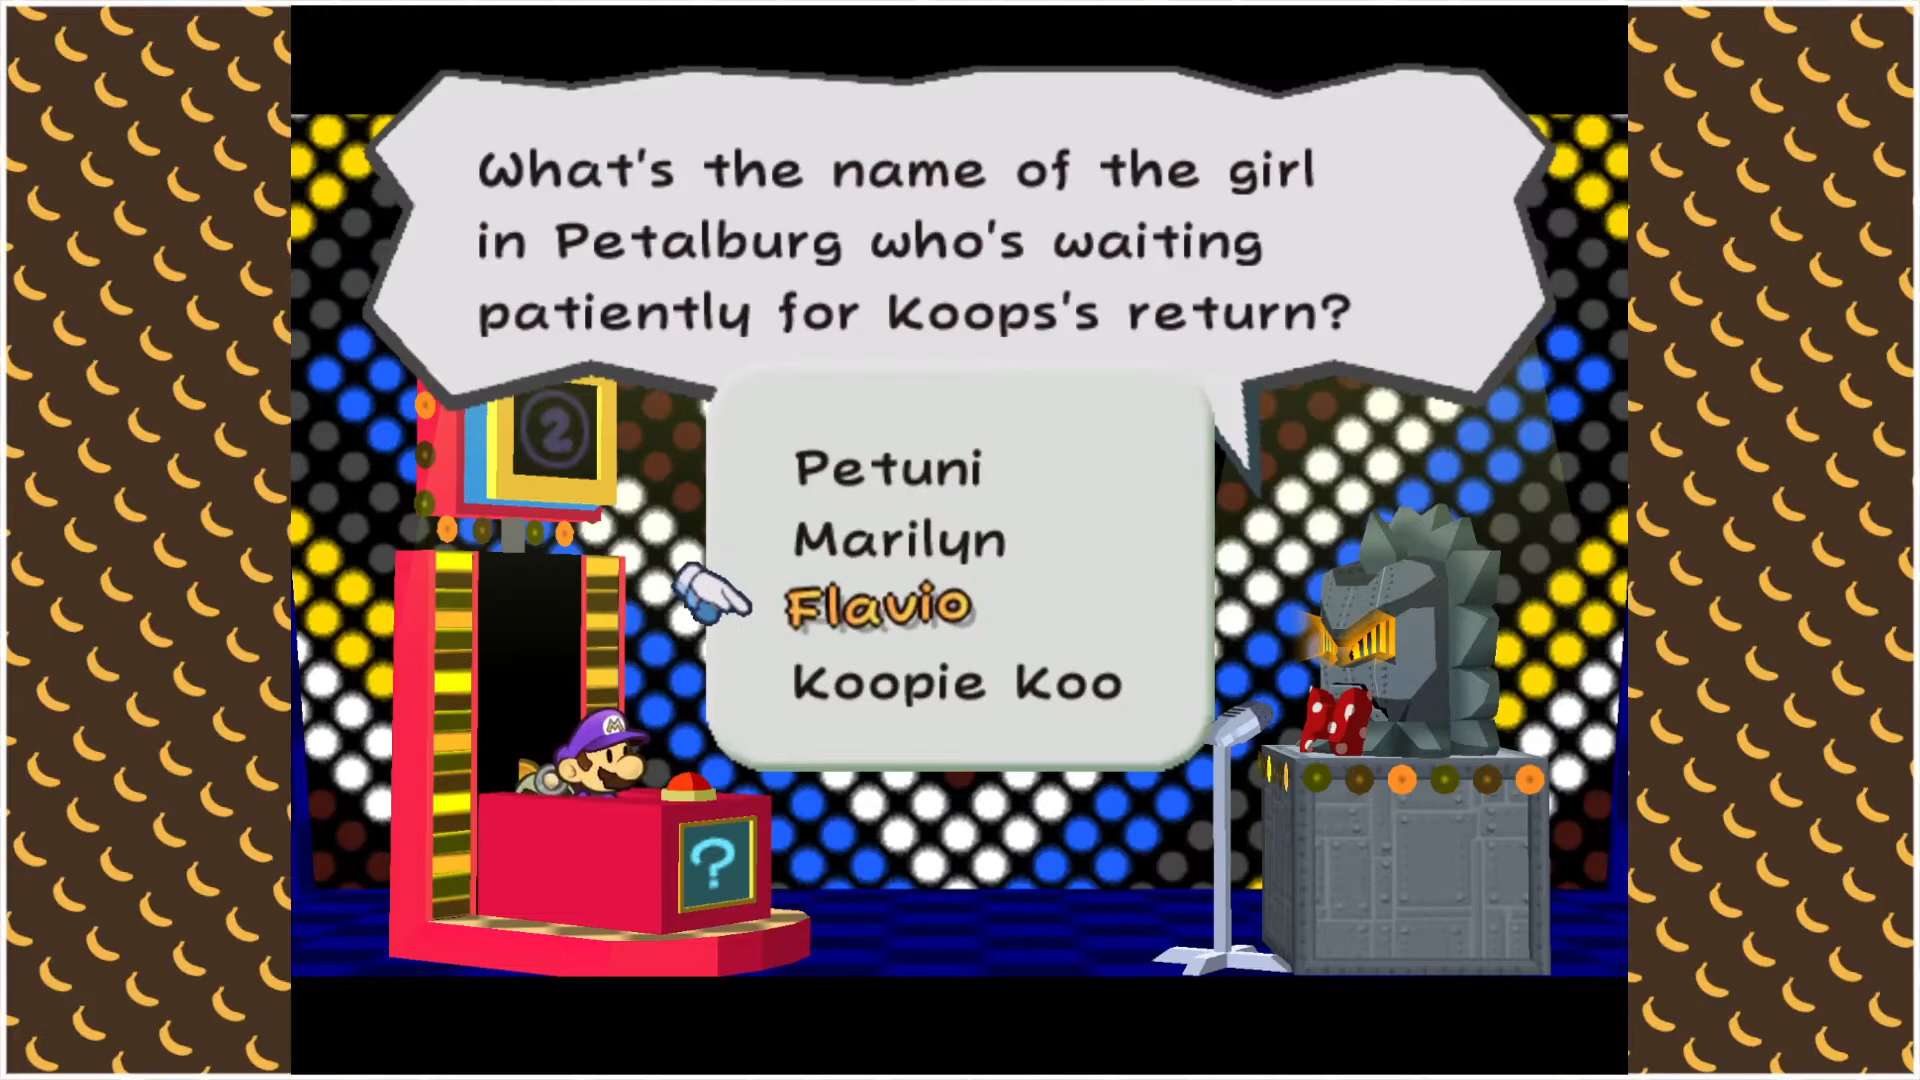 What's the name of the girl
in Petalburg who's waiting
patiently for Koops's return?
2
Petuni
Marilyn
Flavio
Koopie Koo
M
?